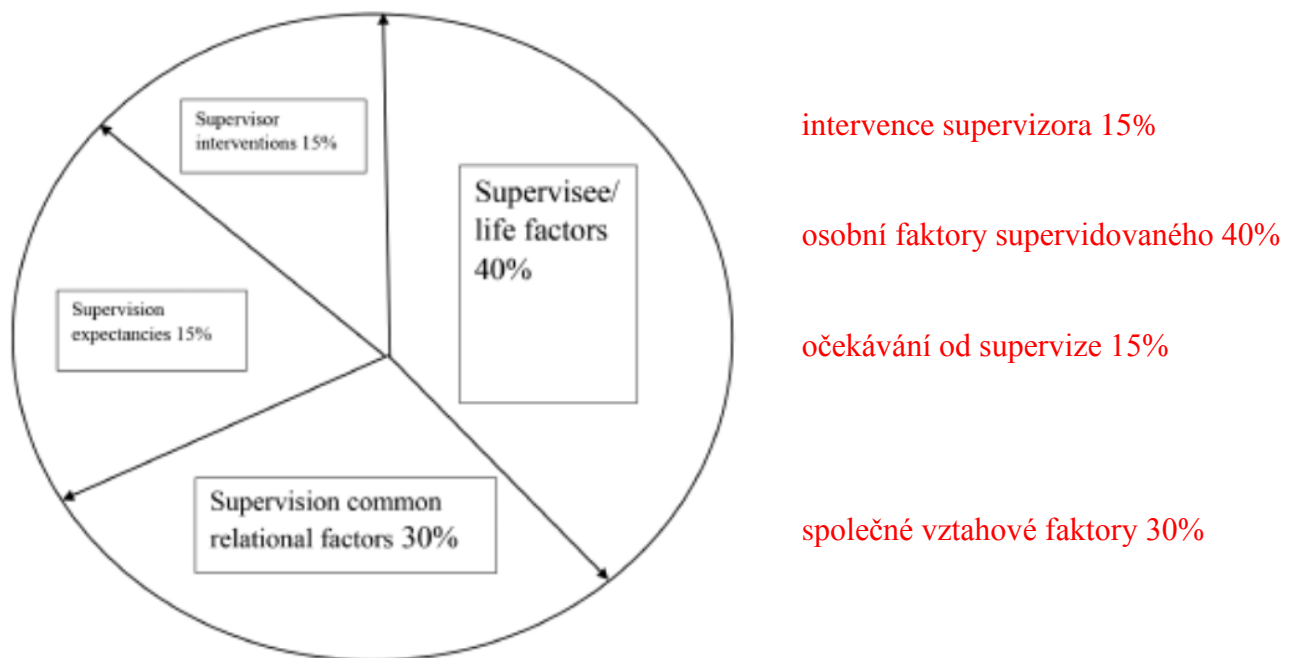 Supervisor
interventions 15%
Supervisee/
life factors
40%
Supervision
expectancies 15%
Supervision common
relational factors 30%
intervence supervizora 15%
osobní faktory supervidovaného 40%
očekávání od supervize 15%
společné vztahové faktory 30%